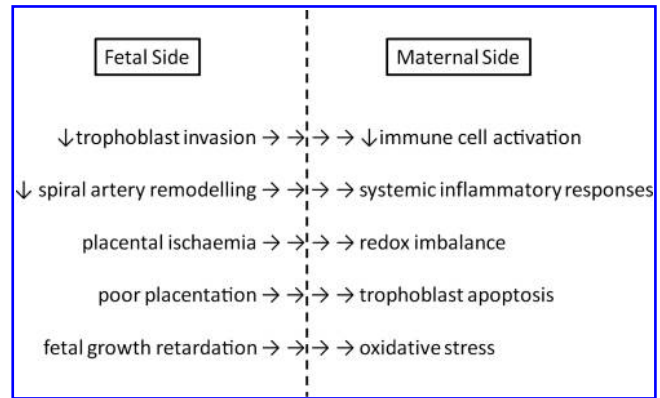 Fetal Side Maternal Side
↓trophoblast invasion → → → → ↓immune cell activation
↓ spiral artery remodelling → → → → systemic inflammatory responses
placental ischaemia → → → → redox imbalance
poor placentation → → → → trophoblast apoptosis
fetal growth retardation → → → → oxidative stress